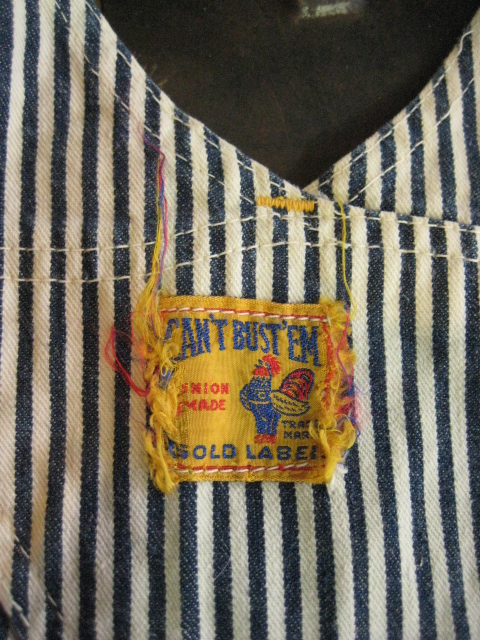 CAN'T BUST 'EM
UNION
MADE
TRADE
MARK
GOLD LABEL